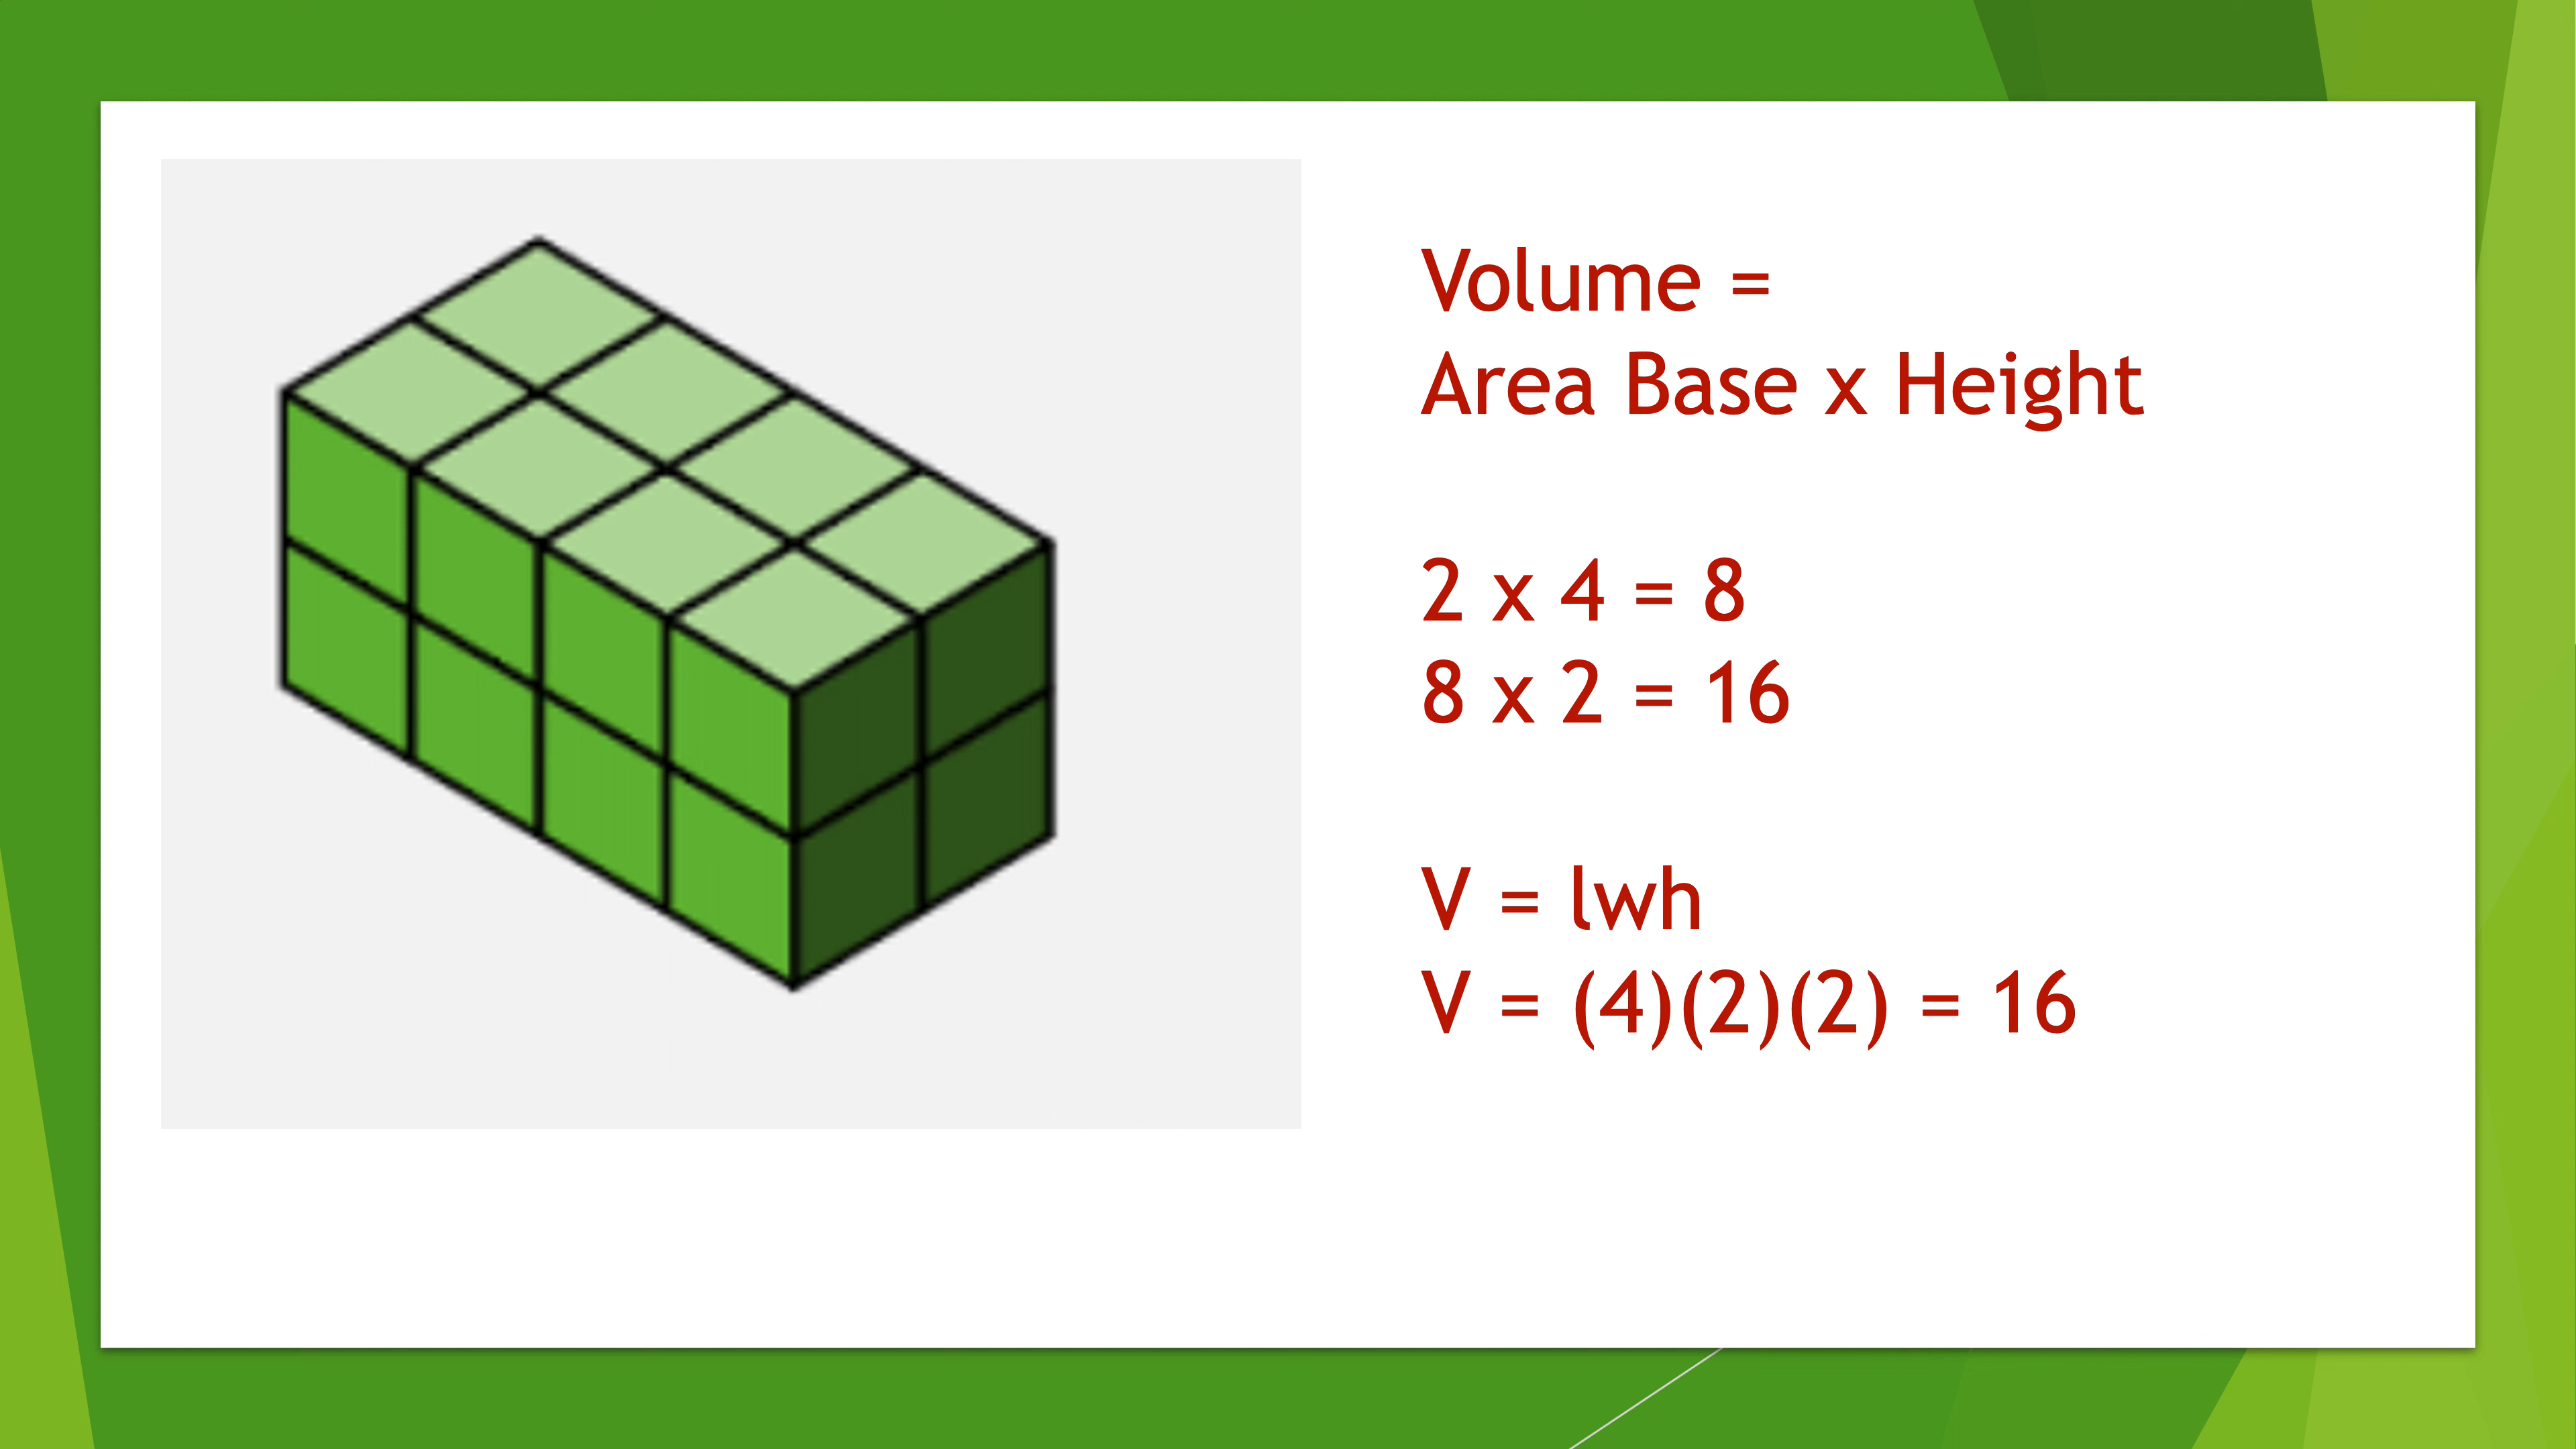 Volume =
Area Base x Height
2 x 4 = 8
8 x 2 = 16
V = lwh
V = (4)(2)(2) = 16